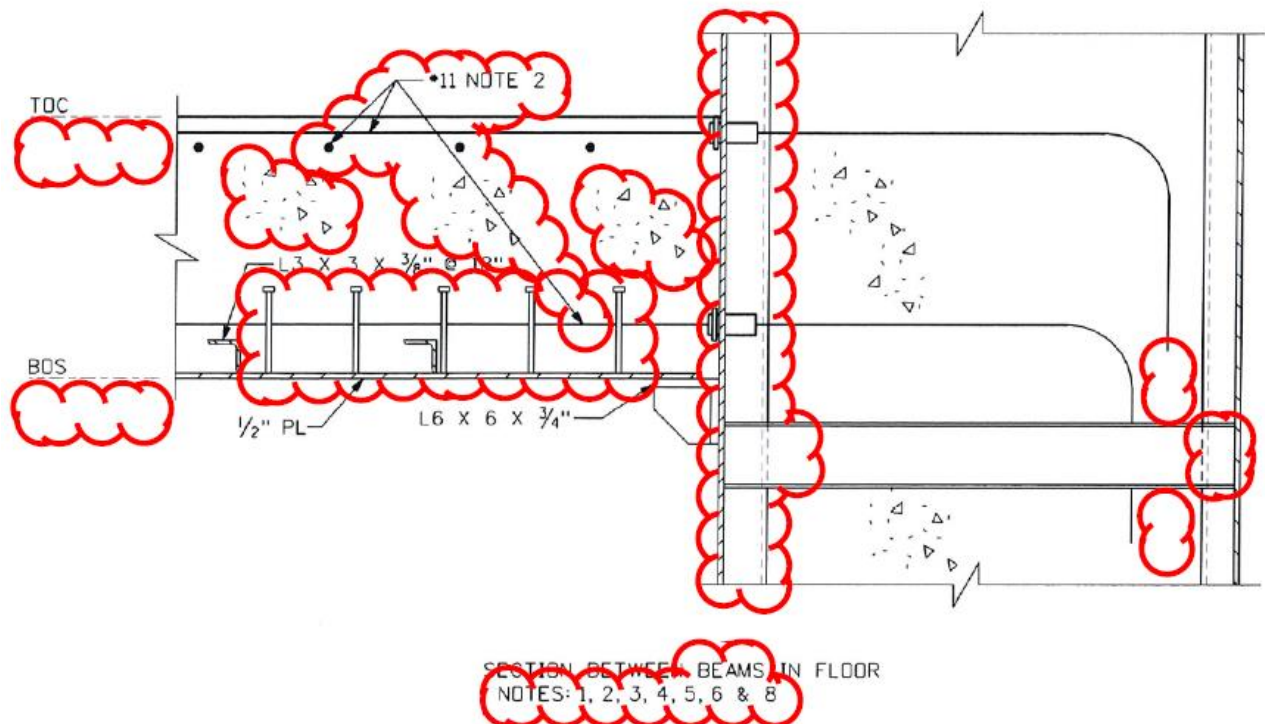 *11 NOTE 2
TOC
L3 X 3 X 3/8" @ 12"
BOS
1/2" PL
L6 X 6 X 3/4"
SECTION BETWEEN BEAMS IN FLOOR
NOTES: 1, 2, 3, 4, 5, 6 & 8